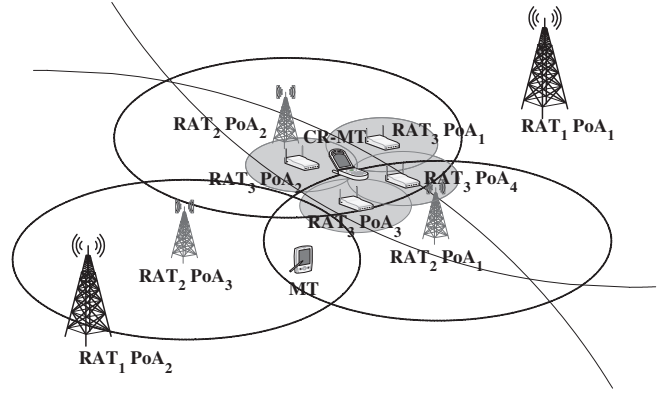 RAT1 PoA1
RAT2 PoA2
CR-MT
RAT3 PoA1
RAT3 PoA2
RAT3 PoA4
RAT3 PoA3
RAT2 PoA1
RAT2 PoA3
MT
RAT1 PoA2